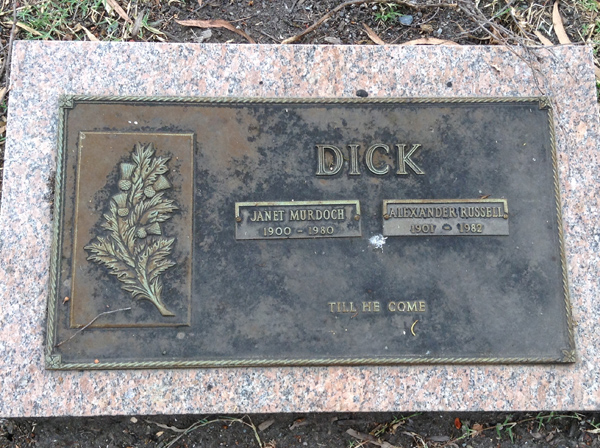 DICK
JANET MURDOCH
1900 - 1980
ALEXANDER RUSSELL
1901 - 1982
TILL HE COME